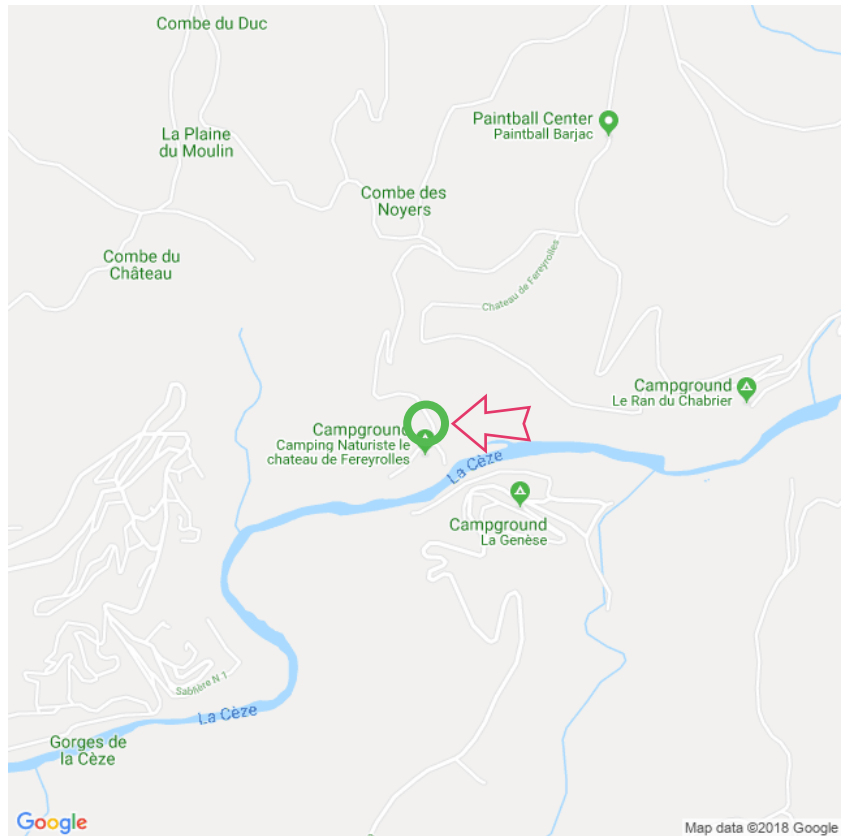 Combe du Duc
Paintball Center
Paintball Barjac
La Plaine
du Moulin
Combe des
Noyers
Combe du
Château
Chateau de Fereyrolles
Campground
Le Ran du Chabrier
Campground
Camping Naturiste le
chateau de Fereyrolles
La Cèze
Campground
La Genèse
Sablière N 1
La Cèze
Gorges de
la Cèze
Google
Map data ©2018 Google